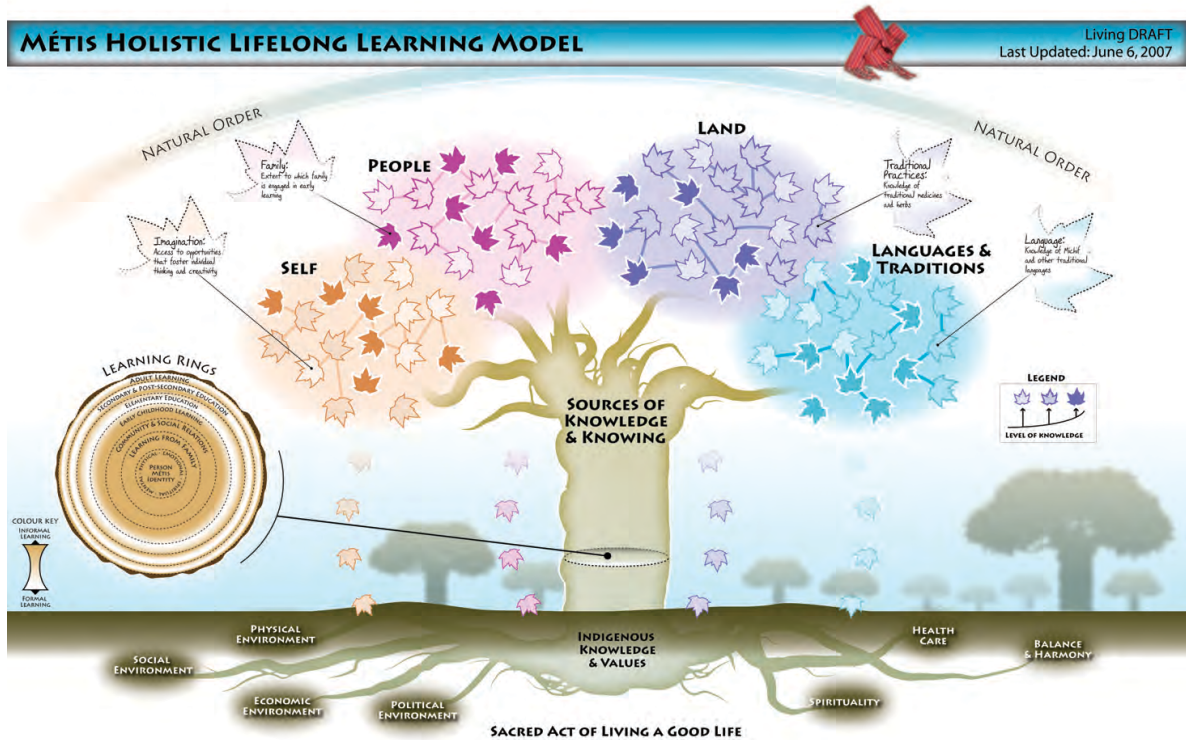 MÉTIS HOLISTIC LIFELONG LEARNING MODEL
Living DRAFT
Last Updated: June 6, 2007
NATURAL ORDER
NATURAL ORDER
Family:
Extent to which family
is engaged in early
learning
PEOPLE
LAND
Traditional
Practices:
Knowledge of
traditional medicines
and herbs
Imagination:
Access to opportunities
that foster individual
thinking and creativity
SELF
LANGUAGES &
TRADITIONS
Language:
Knowledge of Michif
and other traditional
languages
LEARNING RINGS
ADULT LEARNING
SECONDARY & POST-SECONDARY EDUCATION
ELEMENTARY EDUCATION
EARLY CHILDHOOD LEARNING
COMMUNITY & SOCIAL RELATIONS
LEARNING FROM FAMILY
PHYSICAL - EMOTIONAL
PERSON
MÉTIS
IDENTITY
SPIRITUAL - MENTAL
SOURCES OF
KNOWLEDGE
& KNOWING
LEGEND
LEVEL OF KNOWLEDGE
COLOUR KEY
INFORMAL
LEARNING
FORMAL
LEARNING
PHYSICAL
ENVIRONMENT
SOCIAL
ENVIRONMENT
ECONOMIC
ENVIRONMENT
POLITICAL
ENVIRONMENT
INDIGENOUS
KNOWLEDGE
& VALUES
HEALTH
CARE
BALANCE
& HARMONY
SPIRITUALITY
SACRED ACT OF LIVING A GOOD LIFE